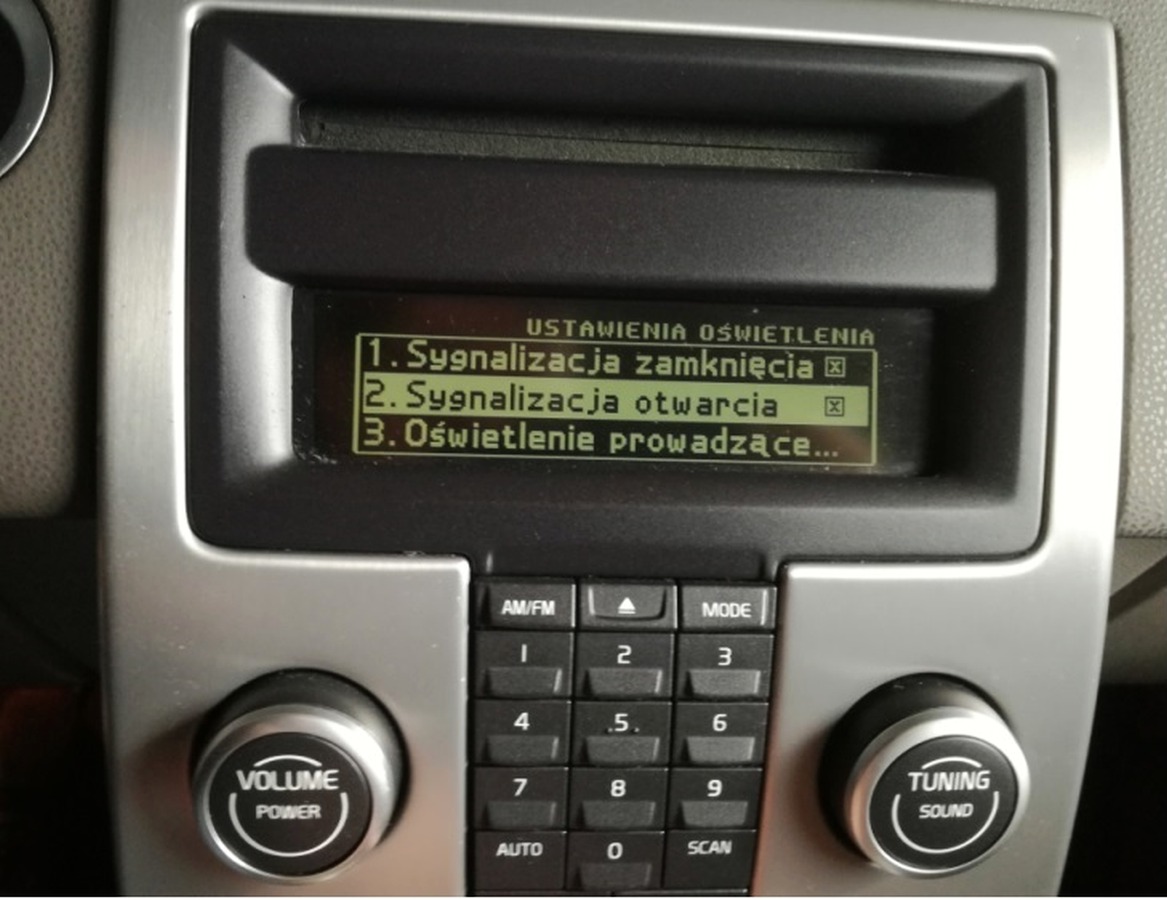 USTAWIENIA OŚWIETLENIA
1. Sygnalizacja zamknięcia
2. Sygnalizacja otwarcia
3. Oświetlenie prowadzące...
AM/FM MODE
1 2 3
4 .5. 6
7 8 9
AUTO 0 SCAN
VOLUME
POWER
TUNING
SOUND